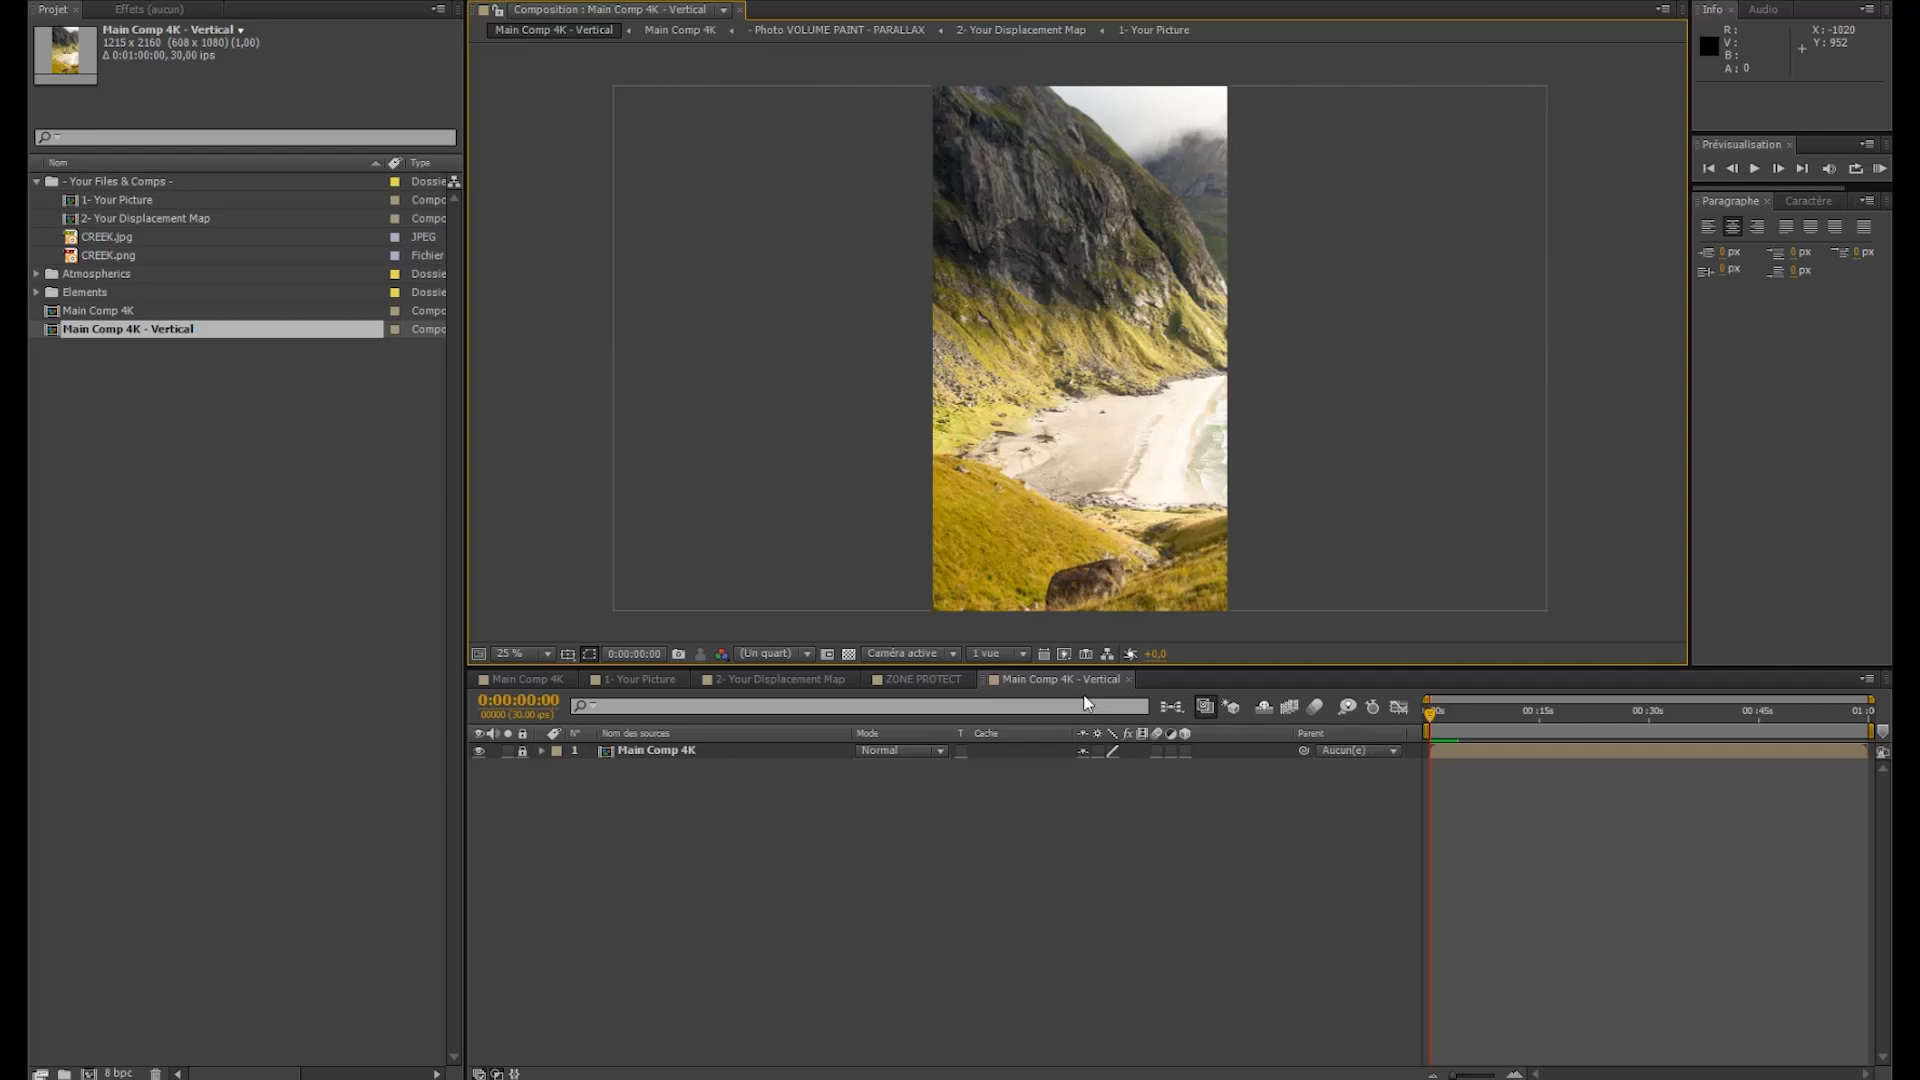 Projet
Effets (aucun)
Main Comp 4K - Vertical
1215 x 2160 (608 x 1080) (1,00)
Δ 0:01:00:00, 30,00 ips
Nom
Type
- Your Files & Comps -
Dossie
1- Your Picture
Compo
2- Your Displacement Map
Compo
CREEK.jpg
JPEG
CREEK.png
Fichier
Atmospherics
Dossie
Elements
Dossie
Main Comp 4K
Compo
Main Comp 4K - Vertical
Compo
8 bpc
Composition : Main Comp 4K - Vertical
Main Comp 4K - Vertical
Main Comp 4K
- Photo VOLUME PAINT - PARALLAX
2- Your Displacement Map
1- Your Picture
25 %
0:00:00:00
(Un quart)
Caméra active
1 vue
+0,0
Info
Audio
R :
V :
B :
A : 0
X : -1020
Y : 952
Prévisualisation
Paragraphe
Caractère
0 px
0 px
0 px
0 px
0 px
Main Comp 4K
1- Your Picture
2- Your Displacement Map
ZONE PROTECT
Main Comp 4K - Vertical
0:00:00:00
00000 (30.00 ips)
00 :15s
00 :30s
00 :45s
01 :0
N°
Nom des sources
Mode
T
Cache
fx
Parent
1
Main Comp 4K
Normal
Aucun(e)